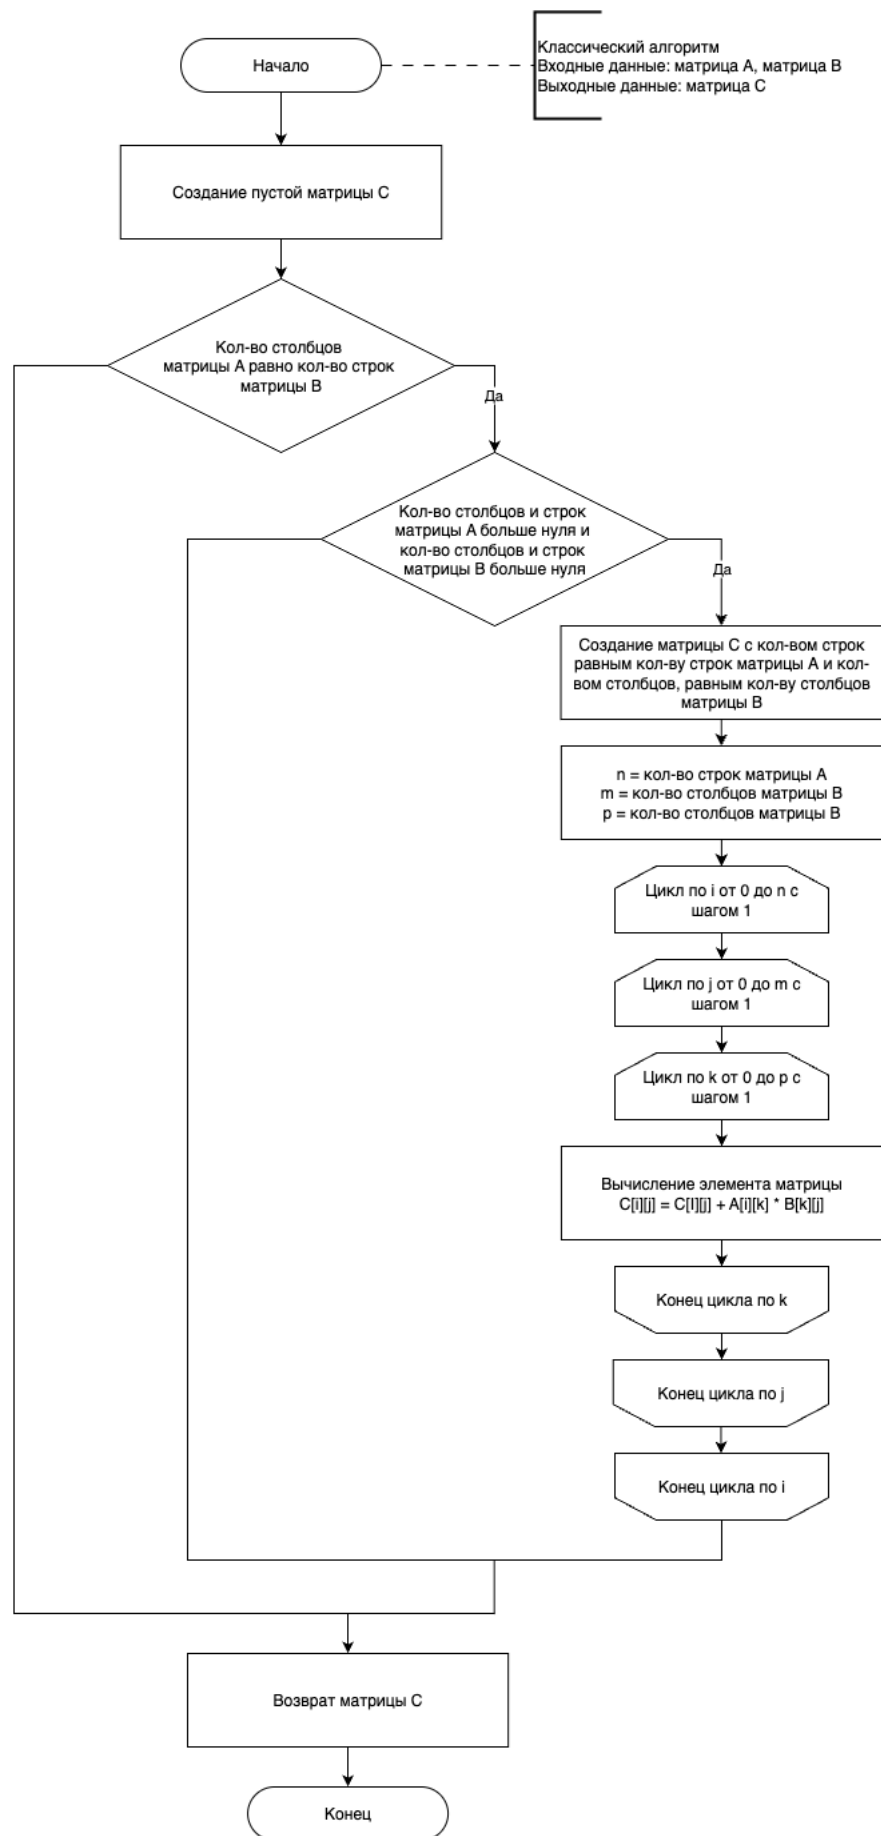 Начало
Классический алгоритм
Входные данные: матрица A, матрица B
Выходные данные: матрица C
Создание пустой матрицы C
Кол-во столбцов
матрицы A равно кол-во строк
матрицы B
Да
Кол-во столбцов и строк
матрицы A больше нуля и
кол-во столбцов и строк
матрицы B больше нуля
Да
Создание матрицы C с кол-вом строк
равным кол-ву строк матрицы A и кол-
вом столбцов, равным кол-ву столбцов
матрицы B
n = кол-во строк матрицы A
m = кол-во столбцов матрицы B
p = кол-во столбцов матрицы B
Цикл по i от 0 до n с
шагом 1
Цикл по j от 0 до m с
шагом 1
Цикл по k от 0 до p с
шагом 1
Вычисление элемента матрицы
C[i][j] = C[I][j] + A[i][k] * B[k][j]
Конец цикла по k
Конец цикла по j
Конец цикла по i
Возврат матрицы C
Конец